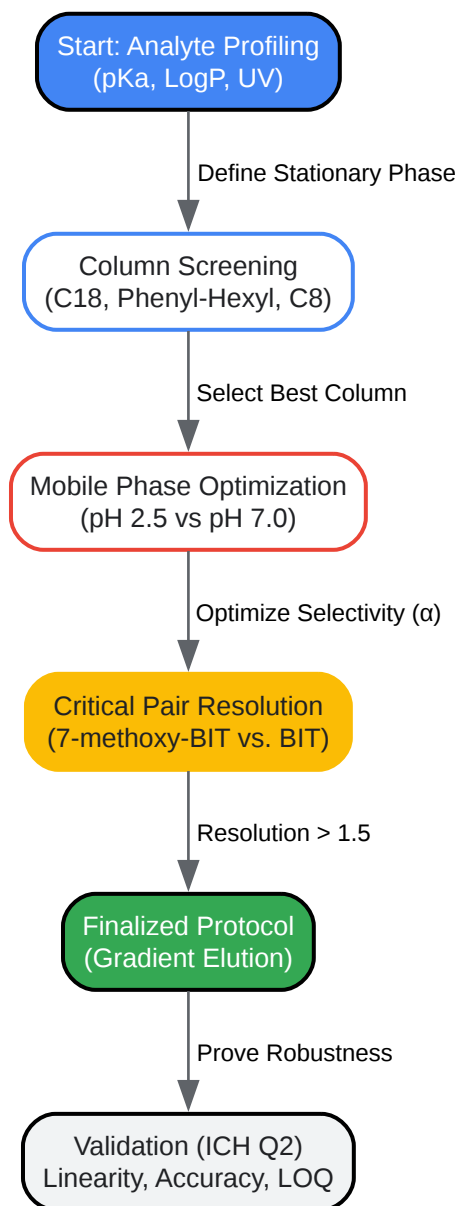 Start: Analyte Profiling
(pKa, LogP, UV)
Define Stationary Phase
Column Screening
(C18, Phenyl-Hexyl, C8)
Select Best Column
Mobile Phase Optimization
(pH 2.5 vs pH 7.0)
Optimize Selectivity (α)
Critical Pair Resolution
(7-methoxy-BIT vs. BIT)
Resolution > 1.5
Finalized Protocol
(Gradient Elution)
Prove Robustness
Validation (ICH Q2)
Linearity, Accuracy, LOQ